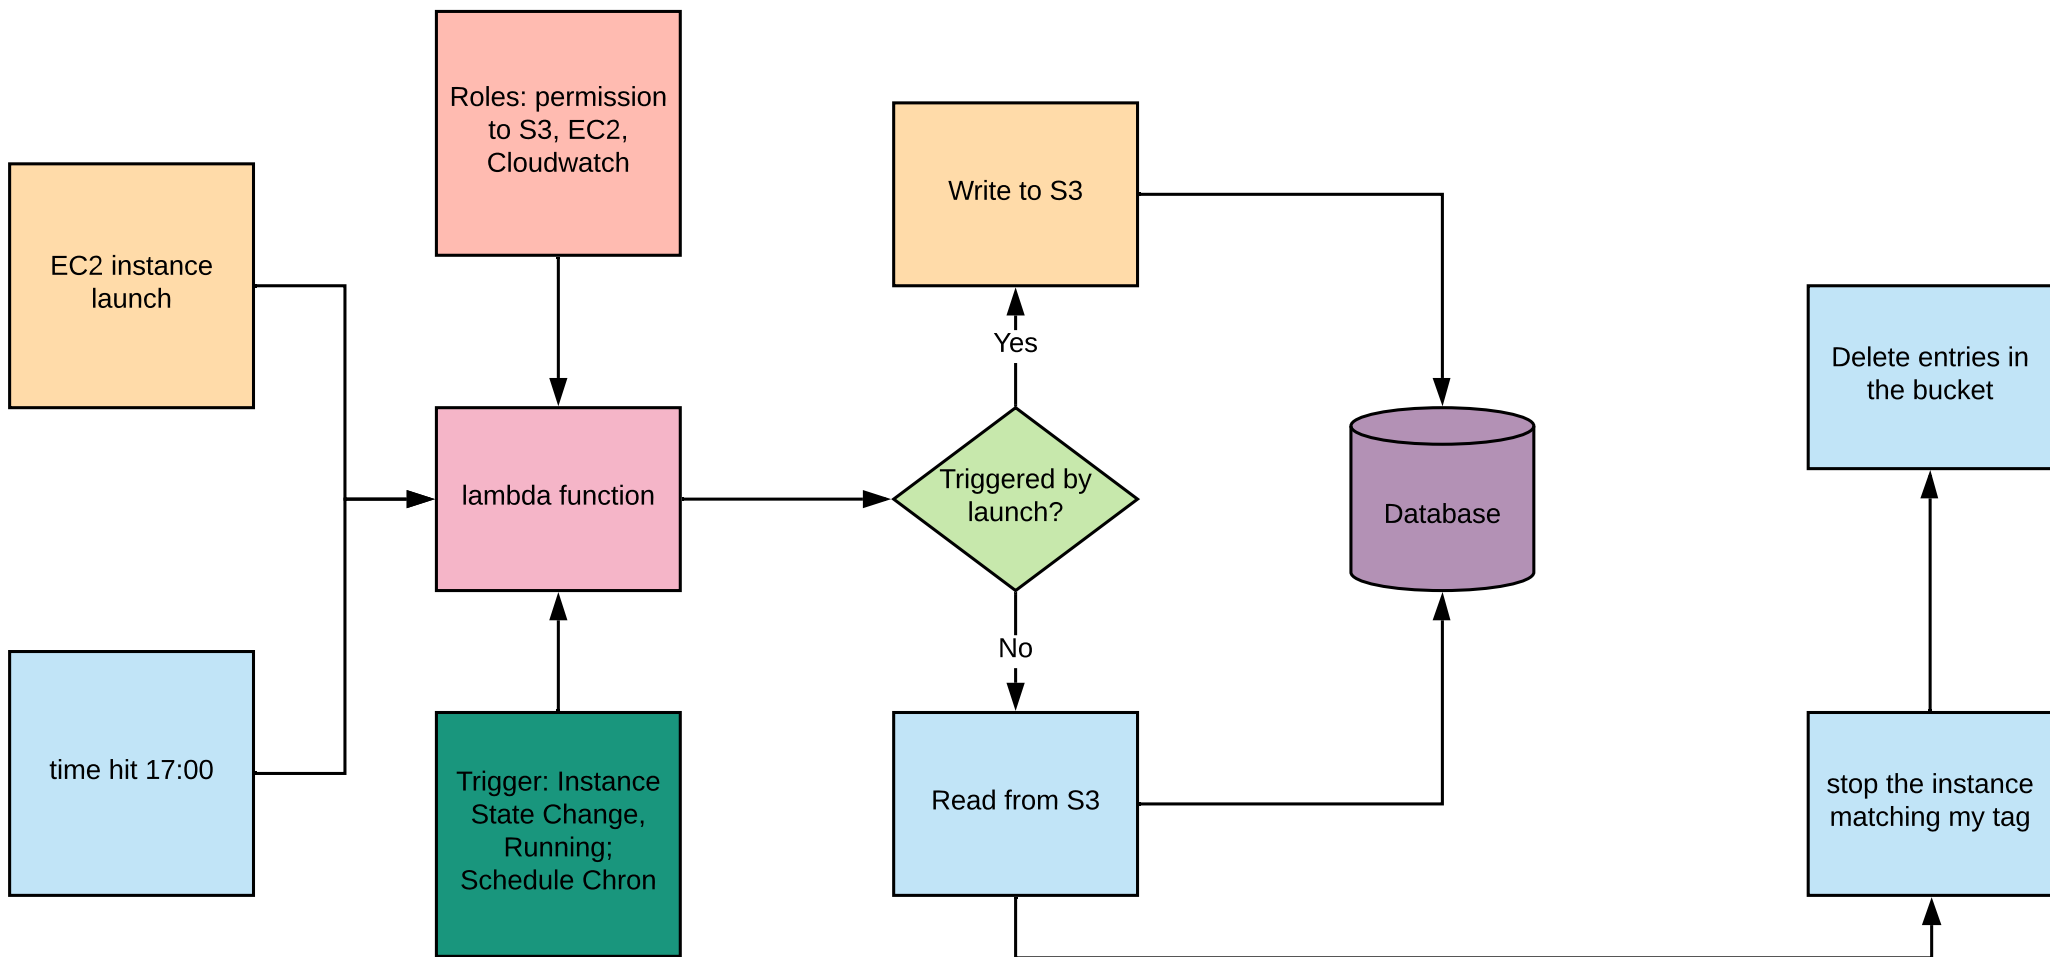 Roles: permission
to S3, EC2,
Cloudwatch
EC2 instance
launch
Write to S3
Yes
Delete entries in
the bucket
lambda function
Triggered by
launch?
Database
No
time hit 17:00
Trigger: Instance
State Change,
Running;
Schedule Chron
Read from S3
stop the instance
matching my tag